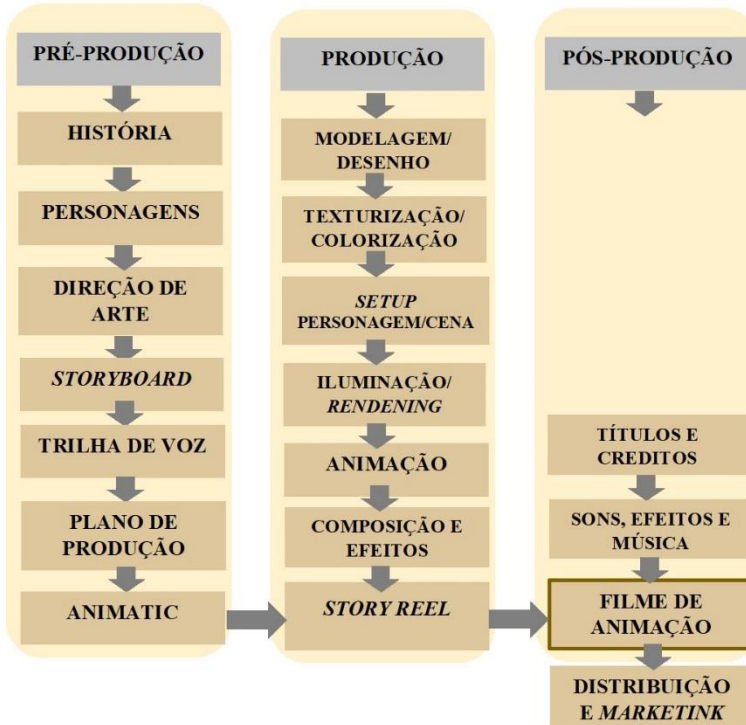 PRÉ-PRODUÇÃO
HISTÓRIA
PERSONAGENS
DIREÇÃO DE
ARTE
STORYBOARD
TRILHA DE VOZ
PLANO DE
PRODUÇÃO
ANIMATIC
PRODUÇÃO
MODELAGEM/
DESENHO
TEXTURIZAÇÃO/
COLORIZAÇÃO
SETUP
PERSONAGEM/CENA
ILUMINAÇÃO/
RENDENING
ANIMAÇÃO
COMPOSIÇÃO E
EFEITOS
STORY REEL
PÓS-PRODUÇÃO
TÍTULOS E
CREDITOS
SONS, EFEITOS E
MÚSICA
FILME DE
ANIMAÇÃO
DISTRIBUIÇÃO
E MARKETINK